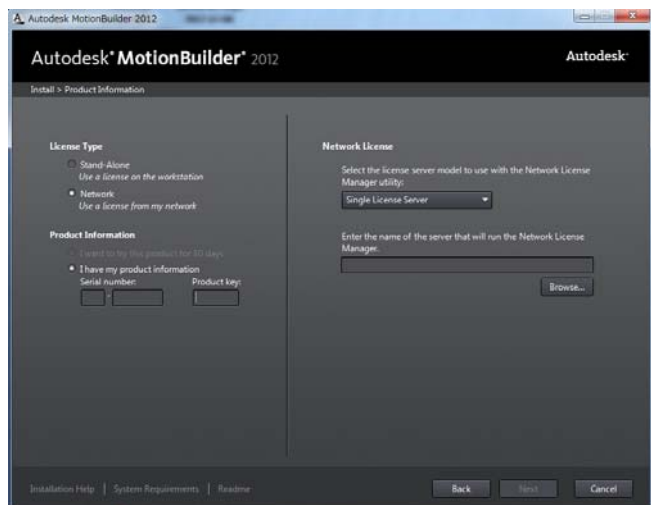 Autodesk MotionBuilder 2012
Autodesk® MotionBuilder® 2012
Autodesk
Install > Product Information
License Type
Stand-Alone
Use a license on the workstation
Network
Use a license from my network
Product Information
I want to try this product for 30 days
I have my product information
Serial number:
Product key:
-
Network License
Select the license server model to use with the Network License
Manager utility:
Single License Server
Enter the name of the server that will run the Network License
Manager.
Browse...
Installation Help | System Requirements | Readme
Back
Next
Cancel